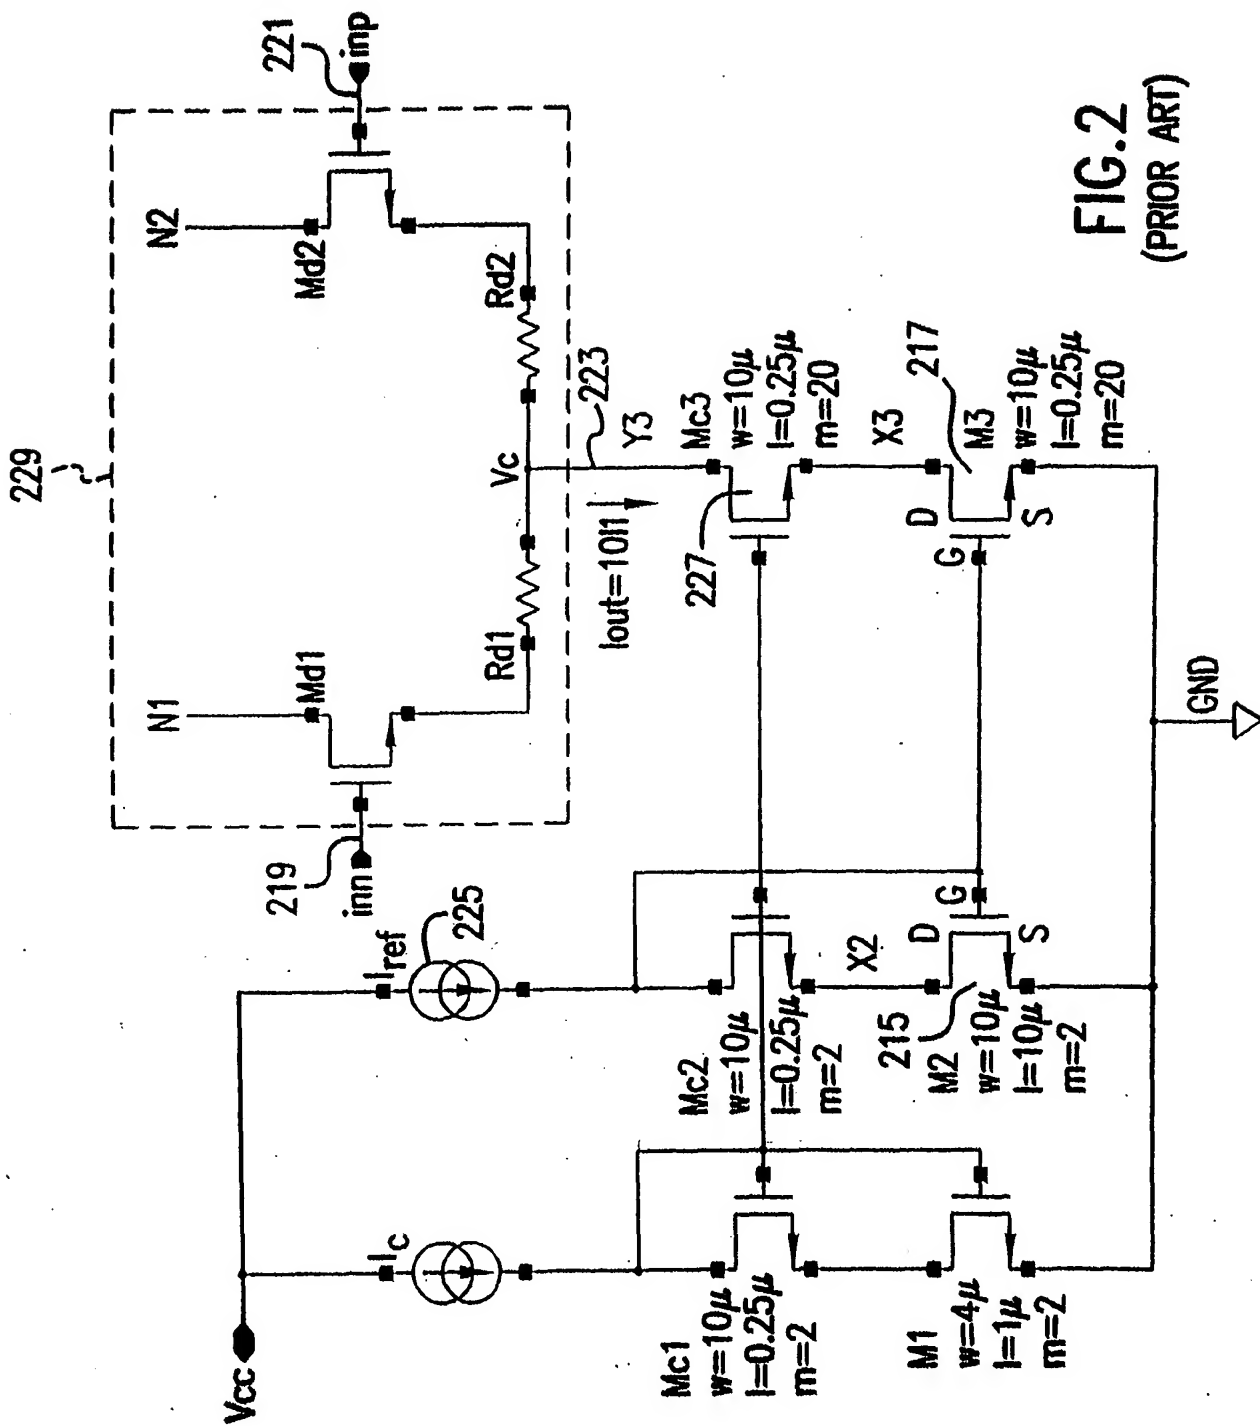 229
N1
N2
Md1
Md2
219
inn
221
inp
Rd1
Vc
Rd2
Iout=10I1
223
Y3
Vcc
Ic
Iref
225
Mc1
w=10μ
l=0.25μ
m=2
Mc2
w=10μ
l=0.25μ
m=2
227
Mc3
w=10μ
l=0.25μ
m=20
X2
X3
M1
w=4μ
l=1μ
m=2
215
M2
w=10μ
l=10μ
m=2
D
G
S
D
G
S
217
M3
w=10μ
l=0.25μ
m=20
GND
FIG.2
(PRIOR ART)